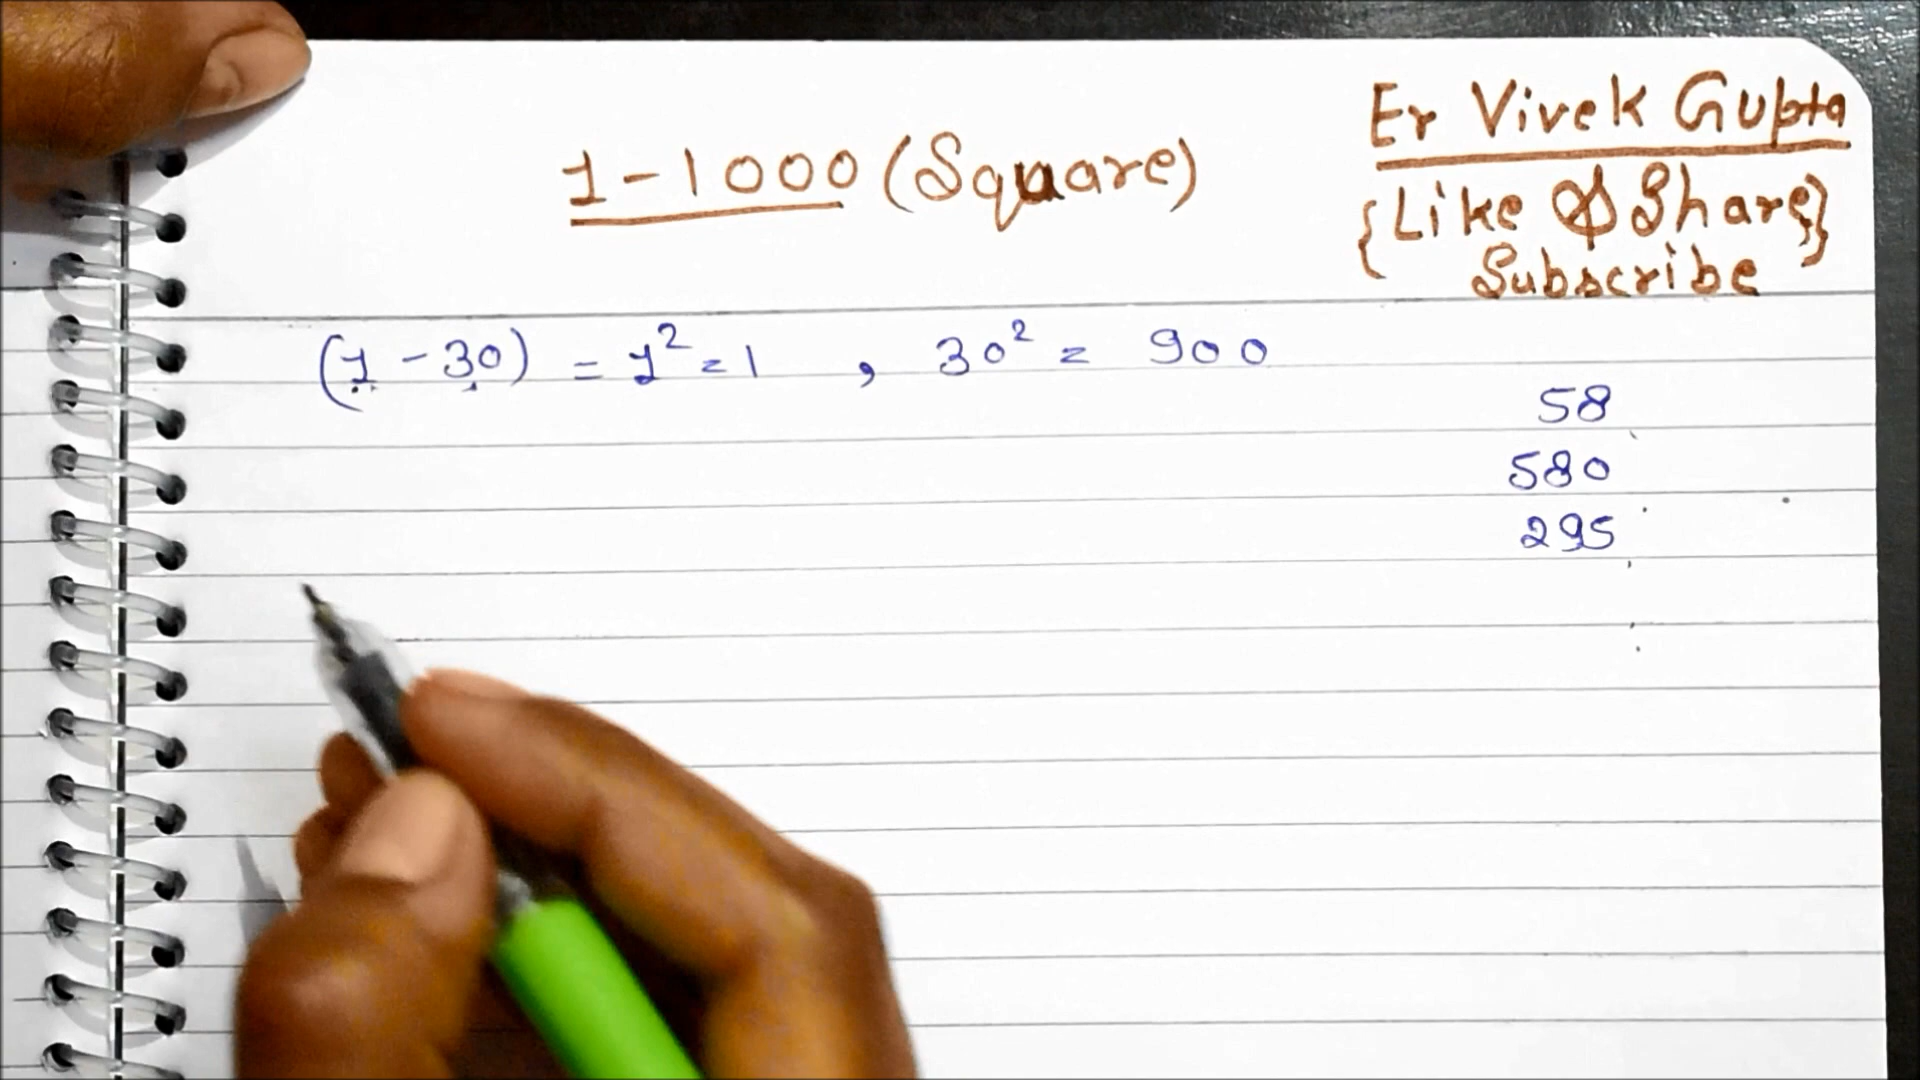 Er Vivek Gupta
1-1000 (Square)
{Like & Share}
Subscribe
(1-30) = 1² = 1 , 30² = 900
58
580
295